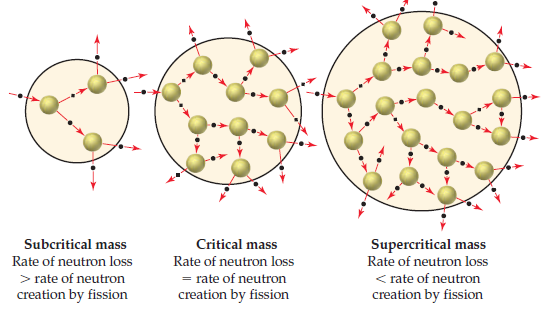 Subcritical mass
Rate of neutron loss
> rate of neutron
creation by fission
Critical mass
Rate of neutron loss
= rate of neutron
creation by fission
Supercritical mass
Rate of neutron loss
< rate of neutron
creation by fission